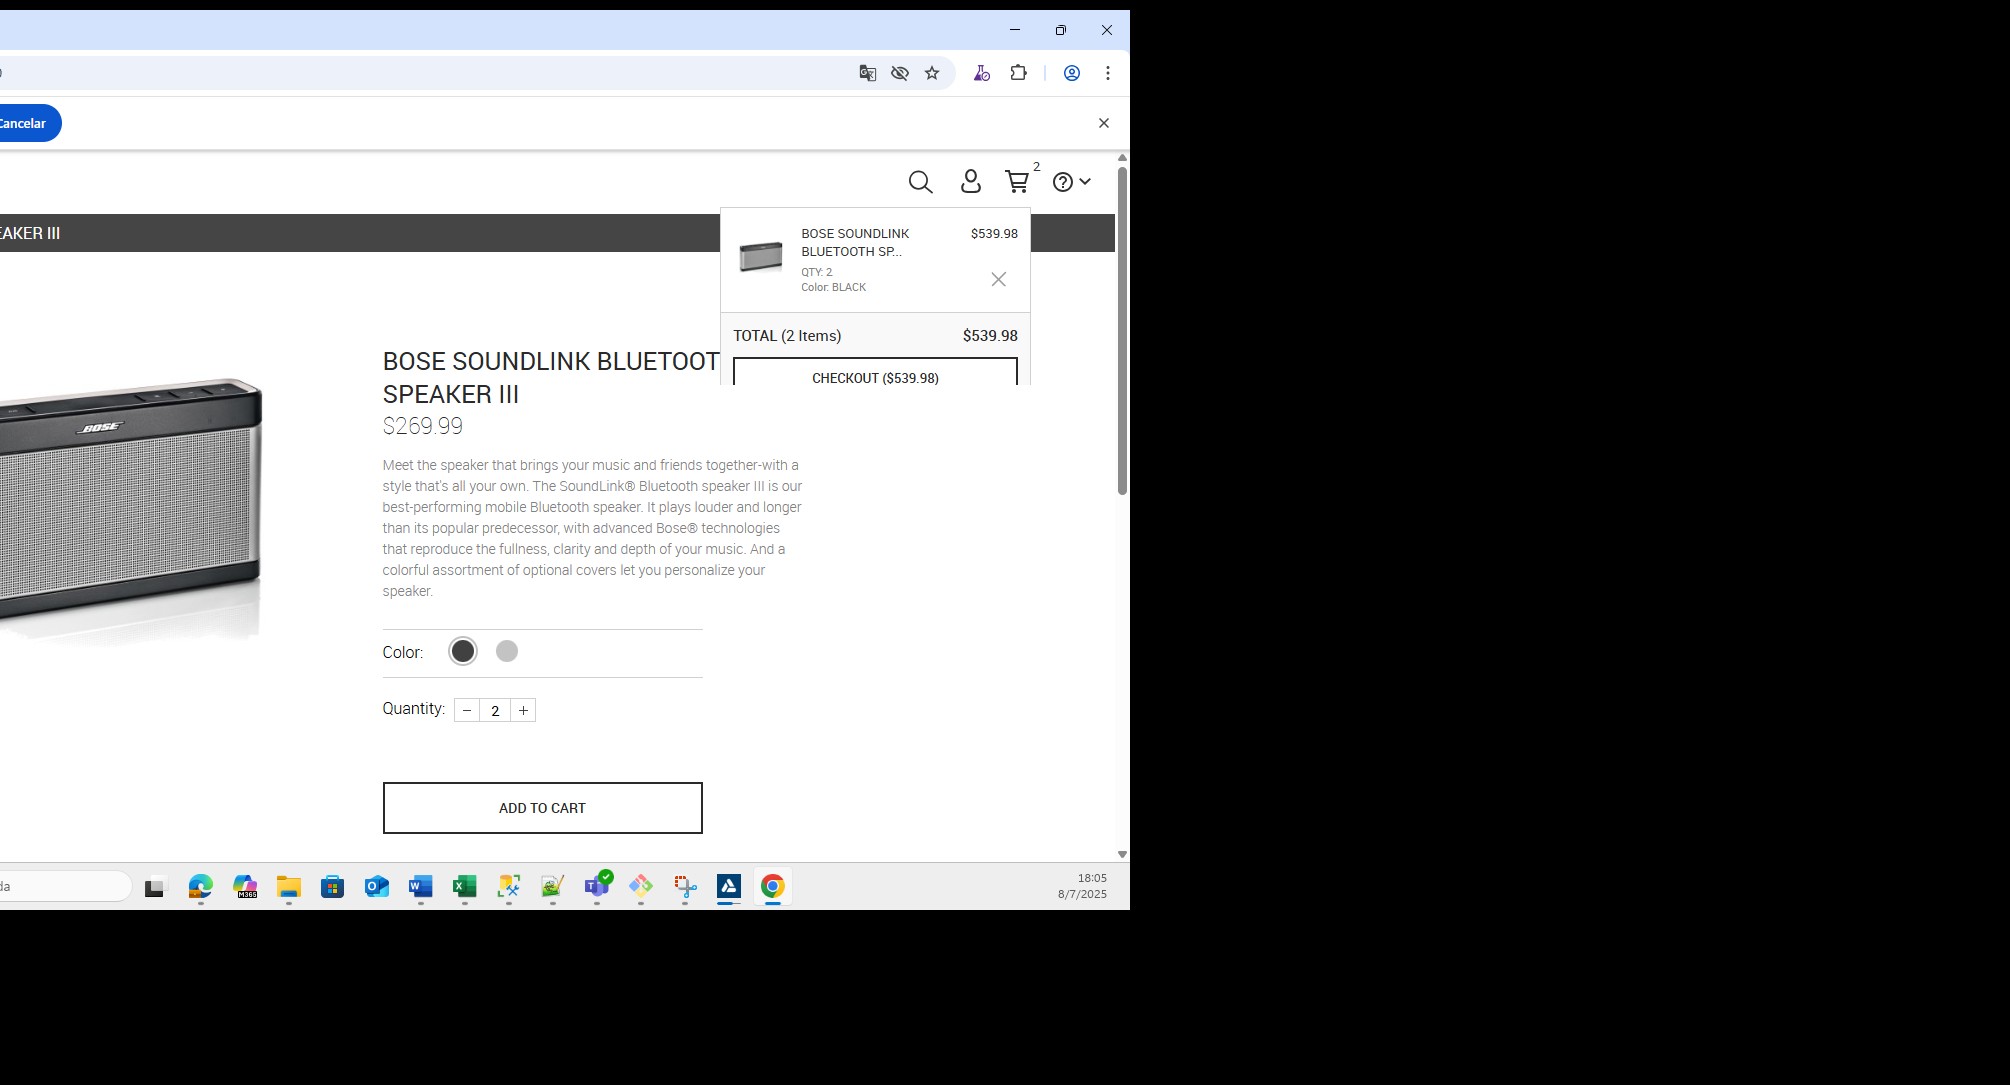 Cancelar
2
EAKER III
BOSE SOUNDLINK
BLUETOOTH SP...
$539.98
QTY: 2
Color: BLACK
TOTAL (2 Items)
$539.98
CHECKOUT ($539.98)
BOSE SOUNDLINK BLUETOOT
SPEAKER III
$269.99
BOSE
Meet the speaker that brings your music and friends together-with a
style that's all your own. The SoundLink® Bluetooth speaker III is our
best-performing mobile Bluetooth speaker. It plays louder and longer
than its popular predecessor, with advanced Bose® technologies
that reproduce the fullness, clarity and depth of your music. And a
colorful assortment of optional covers let you personalize your
speaker.
Color:
Quantity: - 2 +
ADD TO CART
da
M365
18:05
8/7/2025